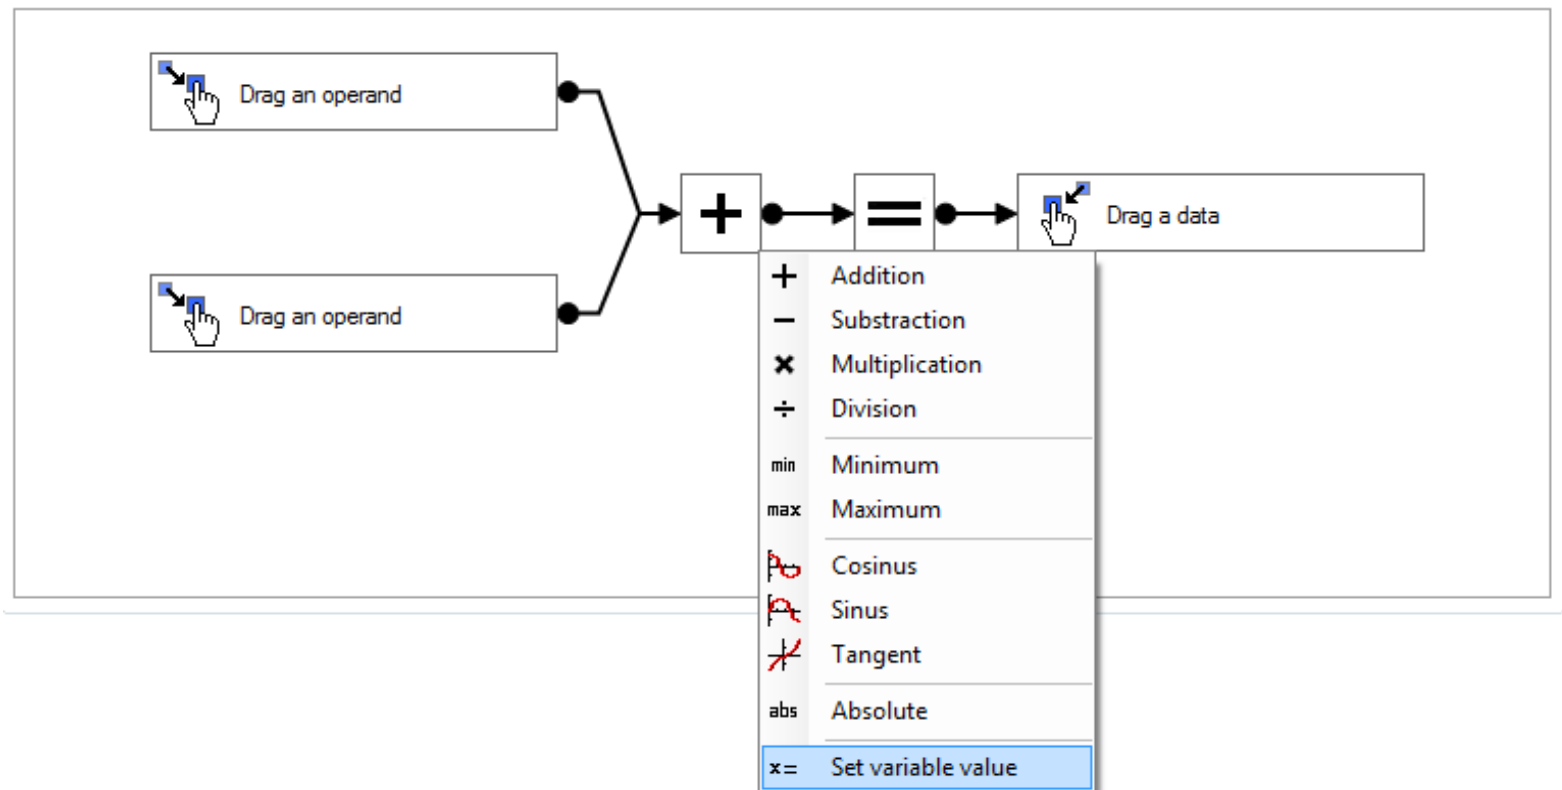 Drag an operand
Drag a data
Drag an operand
+ Addition
− Substraction
× Multiplication
÷ Division
min Minimum
max Maximum
Cosinus
Sinus
Tangent
abs Absolute
x= Set variable value